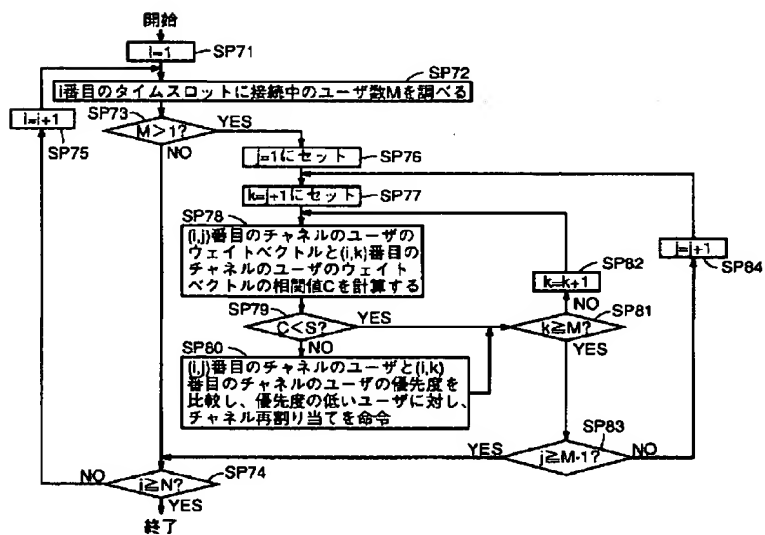 開始
i=1
SP71
SP72
i番目のタイムスロットに接続中のユーザ数Mを調べる
SP73
M>1?
YES
NO
i=i+1
SP75
j=1にセット
SP76
k=j+1にセット
SP77
SP78
(i,j)番目のチャネルのユーザの
ウェイトベクトルと(i,k)番目の
チャネルのユーザのウェイト
ベクトルの相関値Cを計算する
SP79
C<S?
YES
NO
SP80
(i,j)番目のチャネルのユーザと(i,k)
番目のチャネルのユーザの優先度を
比較し、優先度の低いユーザに対し、
チャネル再割り当てを命令
SP82
k=k+1
NO
k≧M?
SP81
YES
j=j+1
SP84
SP83
j≧M-1?
YES
NO
NO
i≧N?
SP74
YES
終了